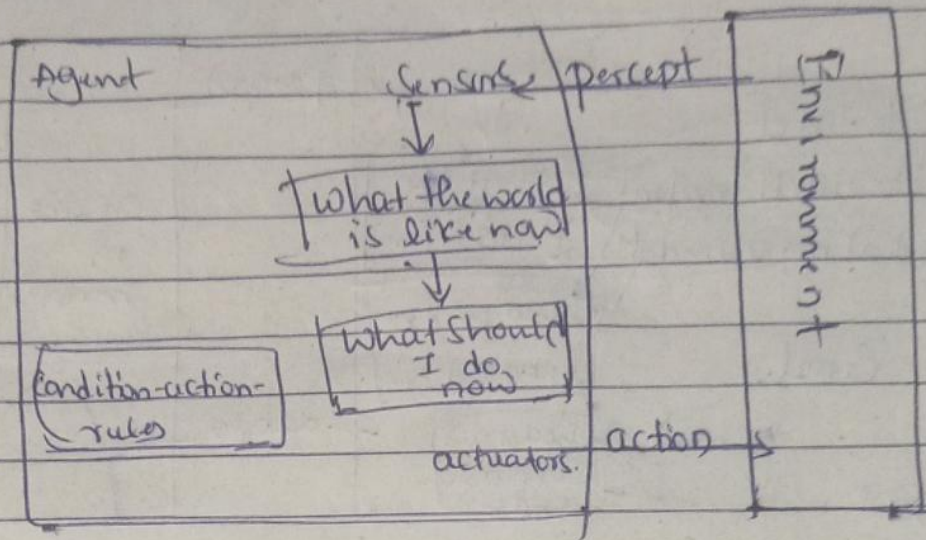 Agent
Sensors
percept
Environment
What the world
is like now
What Should
I do
now
Condition-action-
rules
actuators.
action